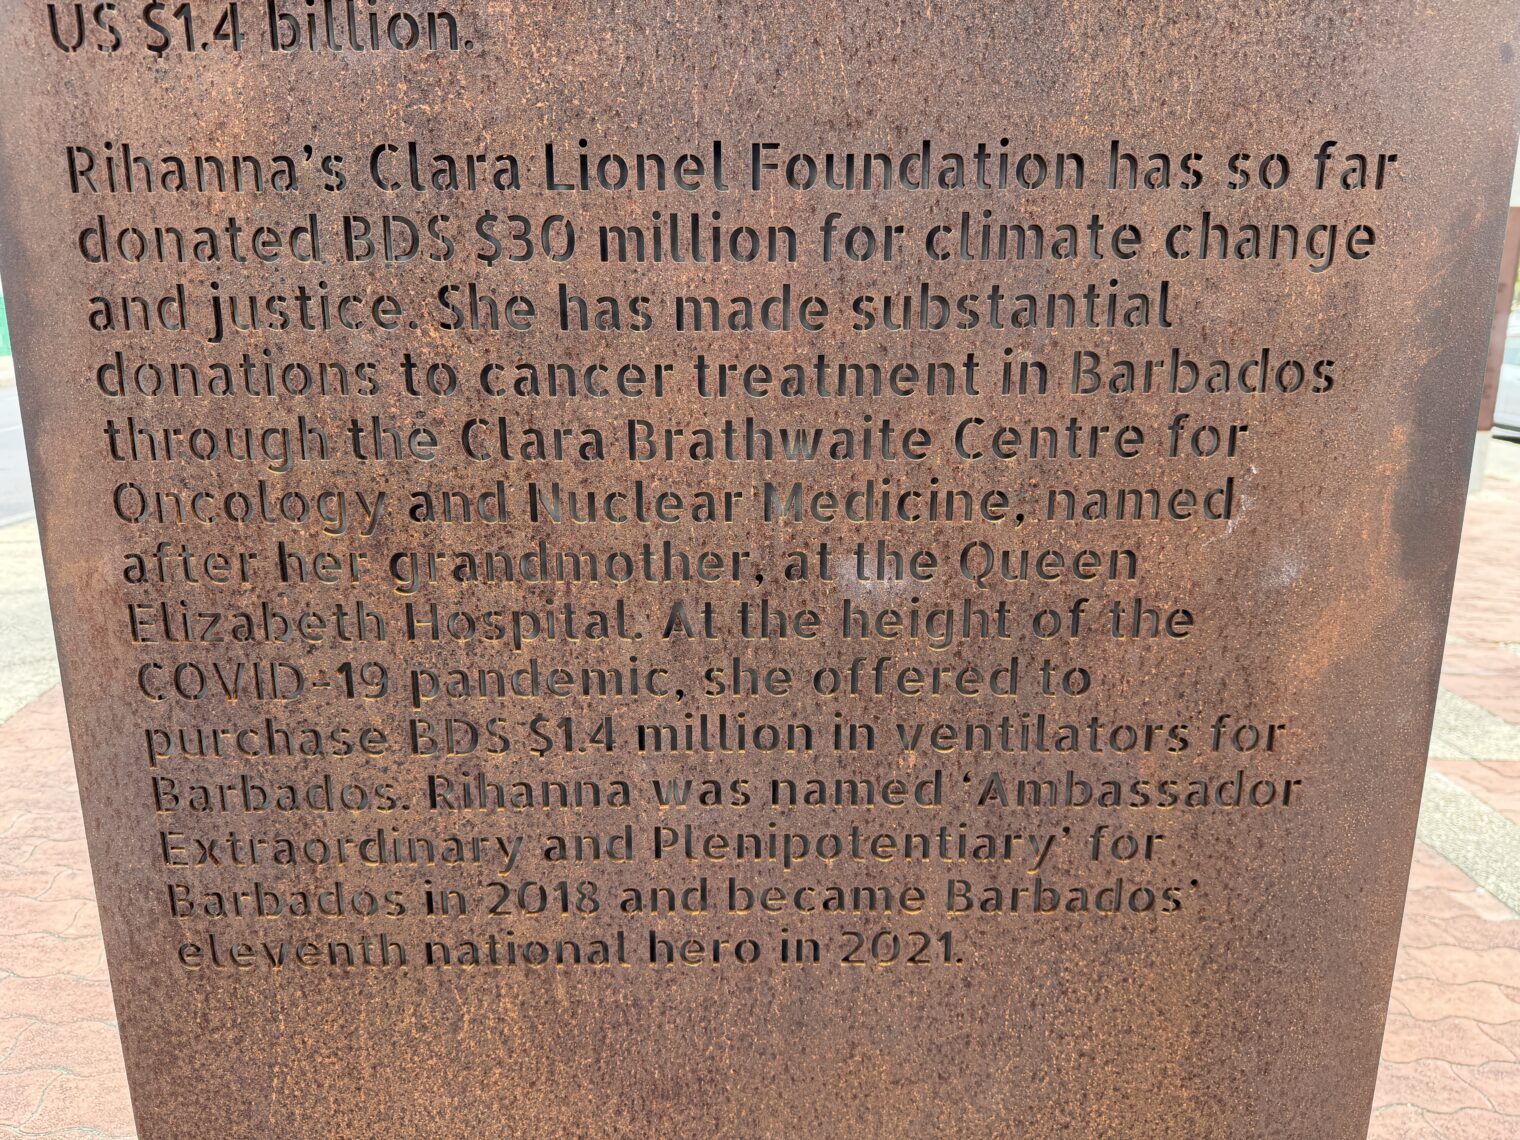 US $1.4 billion.
Rihanna’s Clara Lionel Foundation has so far
donated BDS $30 million for climate change
and justice. She has made substantial
donations to cancer treatment in Barbados
through the Clara Brathwaite Centre for
Oncology and Nuclear Medicine, named
after her grandmother, at the Queen
Elizabeth Hospital. At the height of the
COVID-19 pandemic, she offered to
purchase BDS $1.4 million in ventilators for
Barbados. Rihanna was named ‘Ambassador
Extraordinary and Plenipotentiary’ for
Barbados in 2018 and became Barbados’
eleventh national hero in 2021.